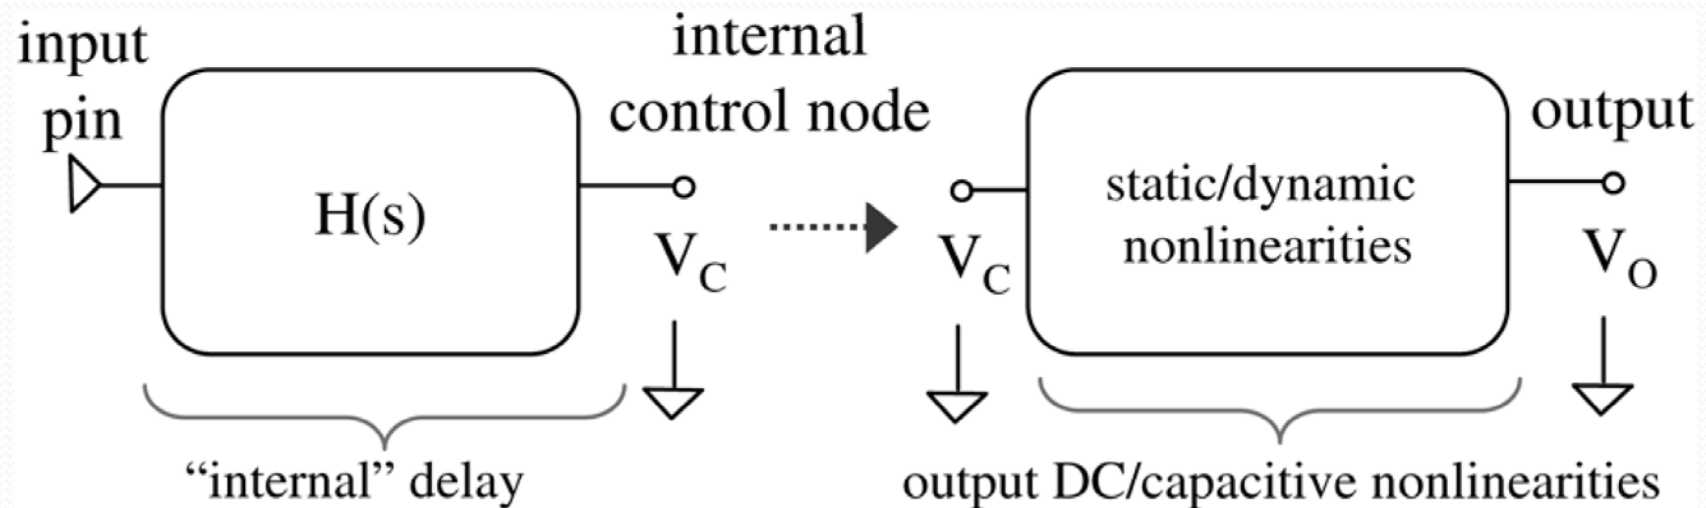 input
pin
H(s)
internal
control node
V_C
V_C
static/dynamic
nonlinearities
output
V_O
“internal” delay
output DC/capacitive nonlinearities